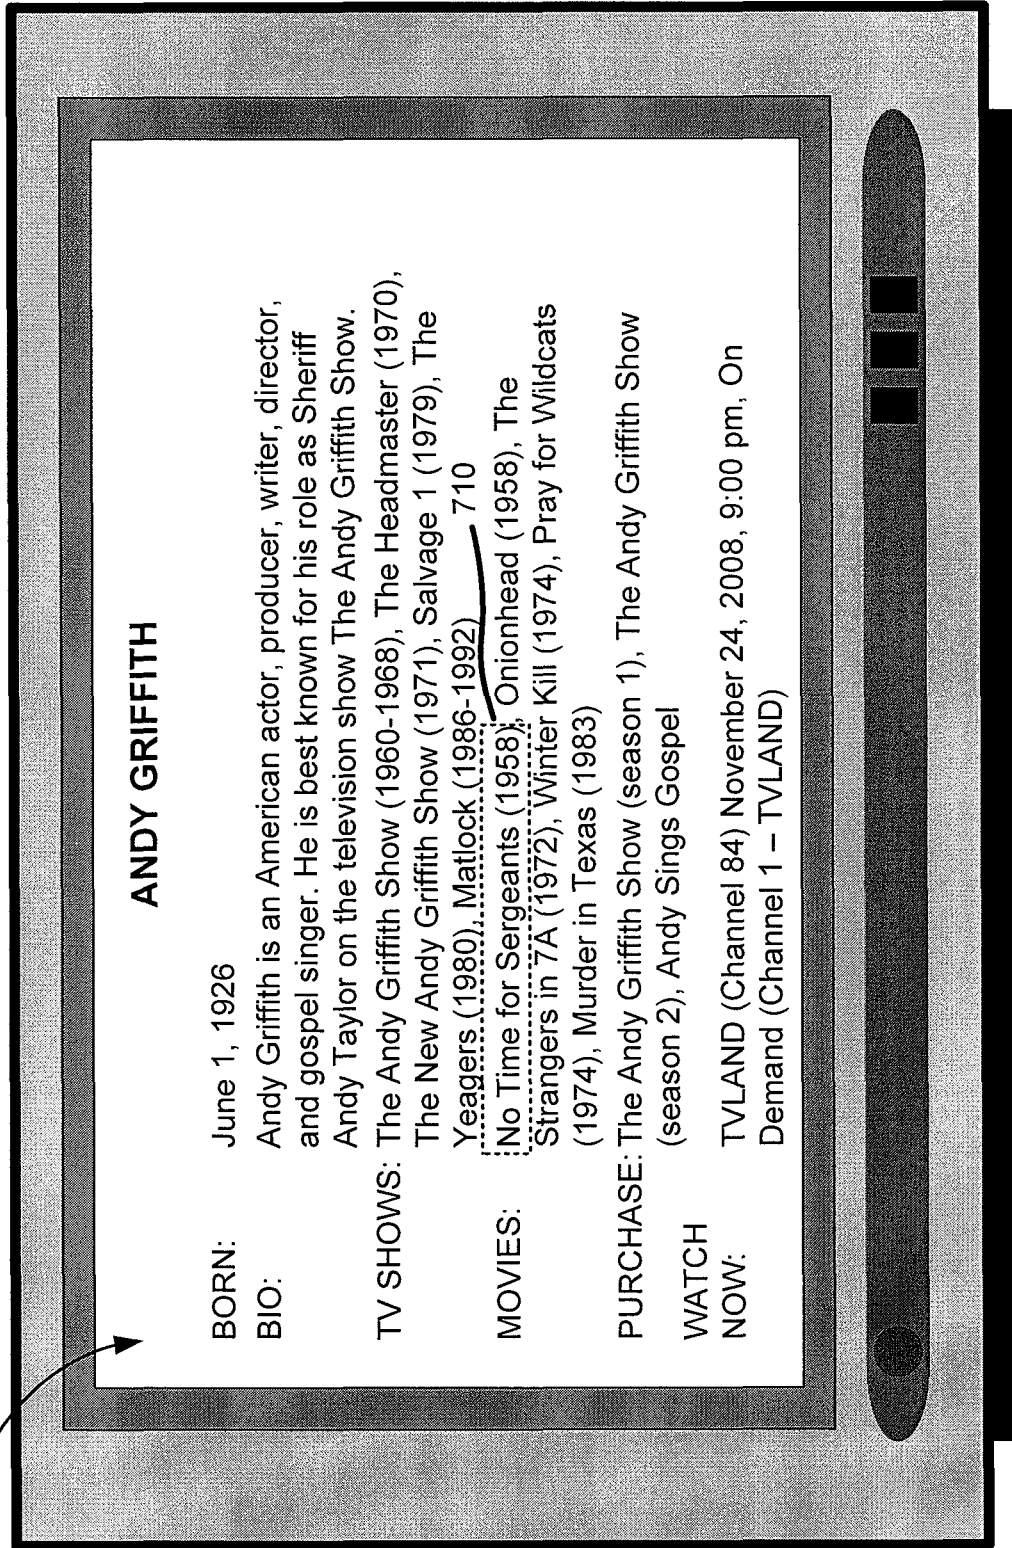 ANDY GRIFFITH
BORN: June 1, 1926
BIO: Andy Griffith is an American actor, producer, writer, director,
and gospel singer. He is best known for his role as Sheriff
Andy Taylor on the television show The Andy Griffith Show.
TV SHOWS: The Andy Griffith Show (1960-1968), The Headmaster (1970),
The New Andy Griffith Show (1971), Salvage 1 (1979), The
Yeagers (1980), Matlock (1986-1992)
710
MOVIES: No Time for Sergeants (1958), Onionhead (1958), The
Strangers in 7A (1972), Winter Kill (1974), Pray for Wildcats
(1974), Murder in Texas (1983)
PURCHASE: The Andy Griffith Show (season 1), The Andy Griffith Show
(season 2), Andy Sings Gospel
WATCH
NOW: TVLAND (Channel 84) November 24, 2008, 9:00 pm, On
Demand (Channel 1 – TVLAND)